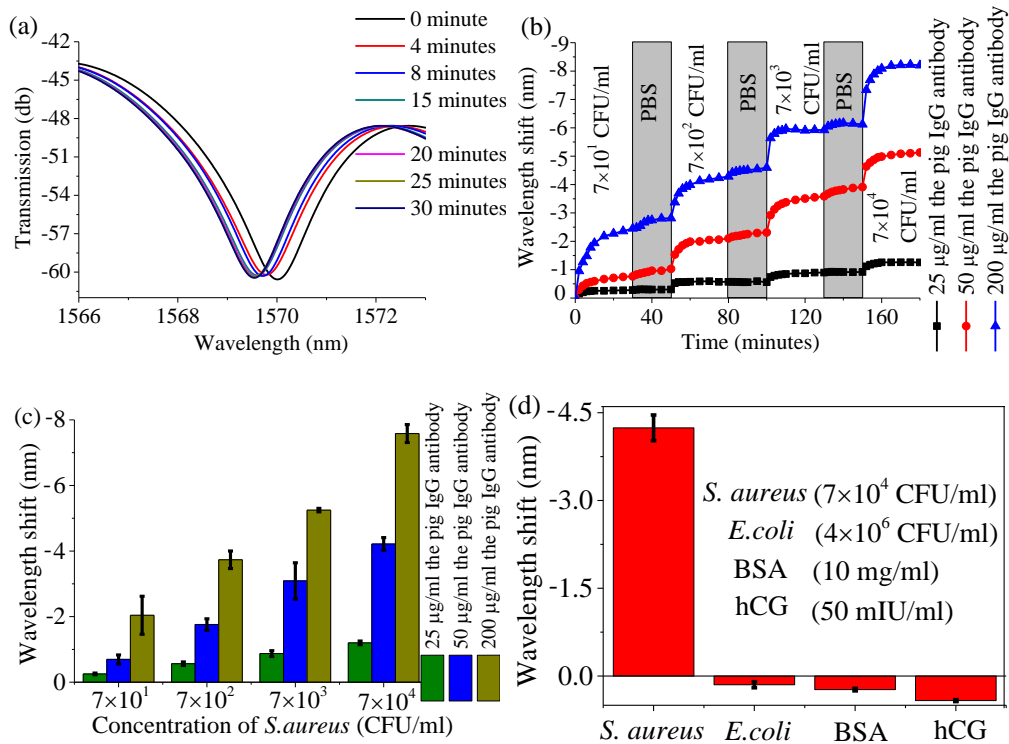 (a)
-42
-45
-48
-51
-54
-57
-60
Transmission (db)
1566
1568
1570
1572
Wavelength (nm)
0 minute
4 minutes
8 minutes
15 minutes
20 minutes
25 minutes
30 minutes
(b)
-9
-8
-7
-6
-5
-4
-3
-2
-1
0
Wavelength shift (nm)
7×10¹ CFU/ml
PBS
7×10² CFU/ml
PBS
7×10³
CFU/ml
PBS
7×10⁴
CFU/ml
0
40
80
120
160
Time (minutes)
25 μg/ml the pig IgG antibody
50 μg/ml the pig IgG antibody
200 μg/ml the pig IgG antibody
(c)
-8
-6
-4
-2
0
Wavelength shift (nm)
7×10¹
7×10²
7×10³
7×10⁴
Concentration of S.aureus (CFU/ml)
25 μg/ml the pig IgG antibody
50 μg/ml the pig IgG antibody
200 μg/ml the pig IgG antibody
(d)
-4.5
-3.0
-1.5
0.0
Wavelength shift (nm)
S. aureus (7×10⁴ CFU/ml)
E.coli (4×10⁶ CFU/ml)
BSA (10 mg/ml)
hCG (50 mIU/ml)
S. aureus
E.coli
BSA
hCG